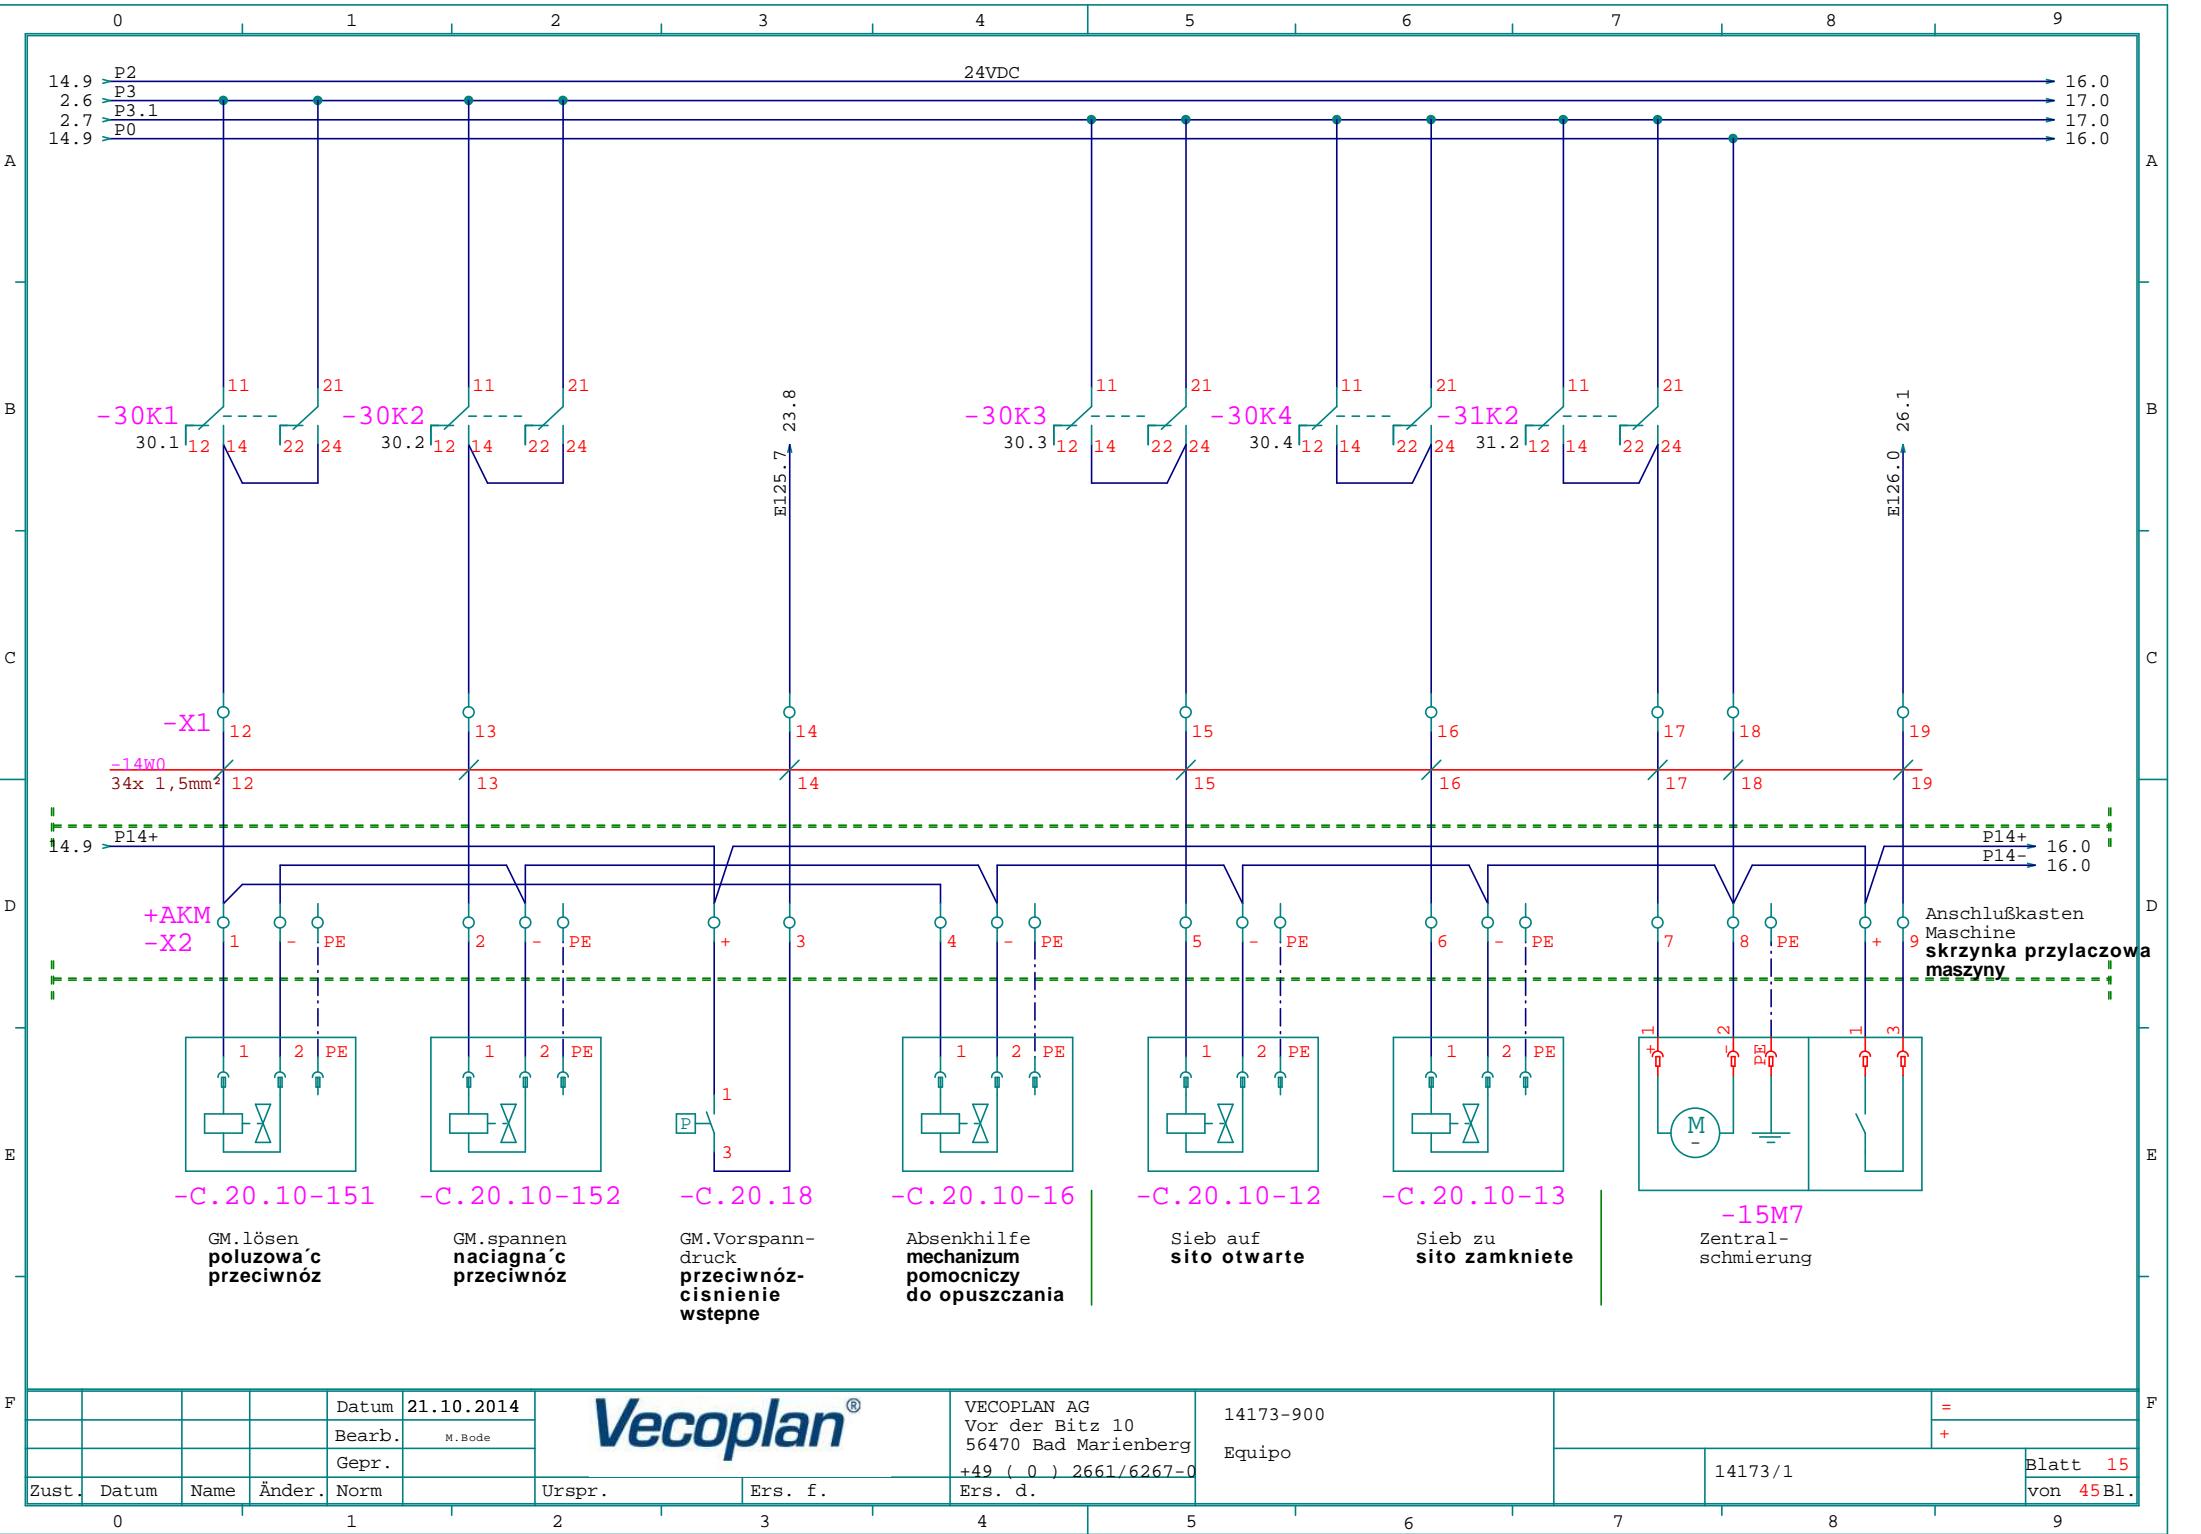 0 1 2 3 4 5 6 7 8 9
14.9 P2 24VDC 16.0
2.6 P3 17.0
2.7 P3.1 17.0
14.9 P0 16.0
A A
11 21 11 21 11 21 11 21 11 21
B -30K1 -30K2 23.8 -30K3 -30K4 -31K2 26.1 B
30.1 12 14 22 24 30.2 12 14 22 24 30.3 12 14 22 24 30.4 12 14 22 24 31.2 12 14 22 24
E125.7 E126.0
C C
-X1 12 13 14 15 16 17 18 19
-14W0
34x 1,5mm² 12 13 14 15 16 17 18 19
14.9 P14+ P14+ 16.0
P14- 16.0
D D
+AKM
-X2 1 - PE 2 - PE + 3 4 - PE 5 - PE 6 - PE 7 8 PE + 9
Anschlußkasten
Maschine
skrzynka przylaczowa
maszyny
1 2 1 3
1 2 PE 1 2 PE 1 2 PE 1 2 PE 1 2 PE + - PE
1
P M
-
3
E E
-C.20.10-151 -C.20.10-152 -C.20.18 -C.20.10-16 -C.20.10-12 -C.20.10-13
-15M7
GM.lösen
poluzowa´c
przeciwnóz
GM.spannen
naciagna´c
przeciwnóz
GM.Vorspann-
druck
przeciwnóz-
cisnienie
wstepne
Absenkhilfe
mechanizum
pomocniczy
do opuszczania
Sieb auf
sito otwarte
Sieb zu
sito zamkniete
Zentral-
schmierung
F F
Datum 21.10.2014
Bearb. M.Bode
Gepr.
Zust. Datum Name Änder. Norm
Vecoplan®
Urspr. Ers. f. Ers. d.
VECOPLAN AG
Vor der Bitz 10
56470 Bad Marienberg
+49 ( 0 ) 2661/6267-0
14173-900
Equipo
14173/1
=
+
Blatt 15
von 45Bl.
0 1 2 3 4 5 6 7 8 9